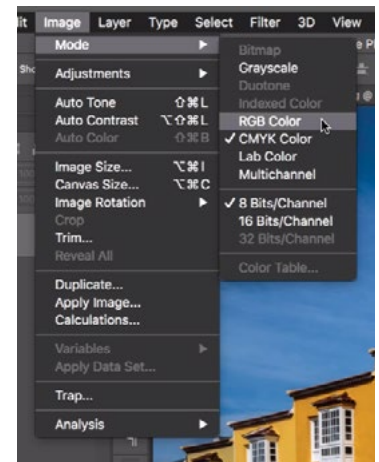 Image Layer Type Select Filter 3D View
Mode
Adjustments
Auto Tone ⇧⌘L
Auto Contrast ⌥⇧⌘L
Auto Color ⇧⌘B
Image Size... ⌥⌘I
Canvas Size... ⌥⌘C
Image Rotation
Crop
Trim...
Reveal All
Duplicate...
Apply Image...
Calculations...
Variables
Apply Data Set...
Trap...
Analysis
Bitmap
Grayscale
Duotone
Indexed Color
RGB Color
✓ CMYK Color
Lab Color
Multichannel
✓ 8 Bits/Channel
16 Bits/Channel
32 Bits/Channel
Color Table...